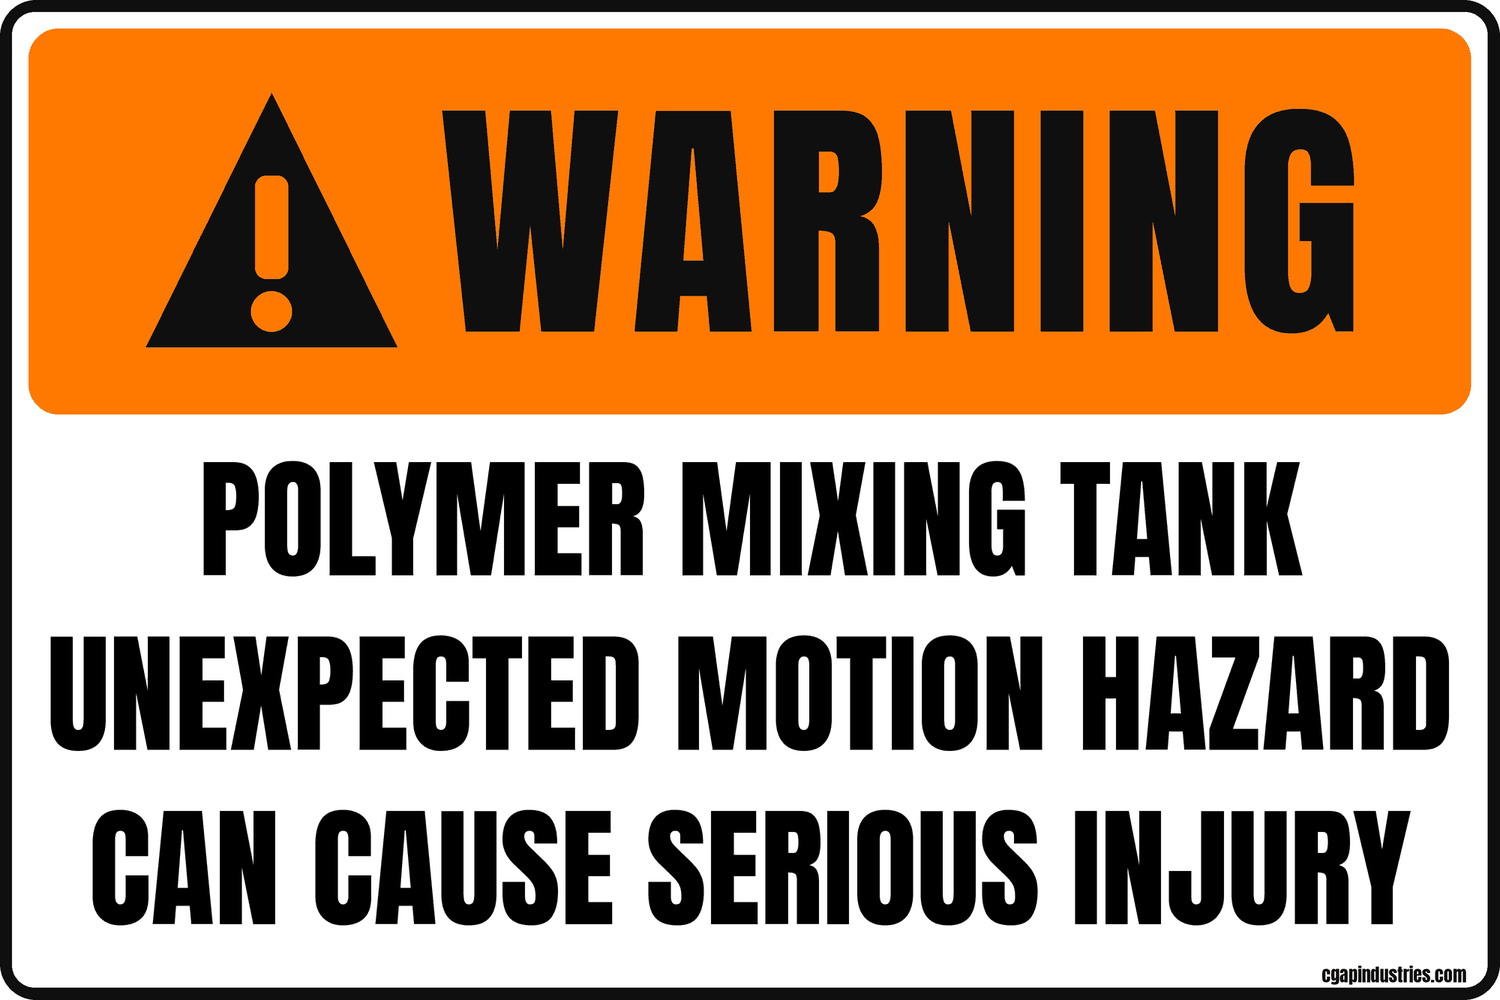 WARNING
POLYMER MIXING TANK
UNEXPECTED MOTION HAZARD
CAN CAUSE SERIOUS INJURY
cgapindustries.com